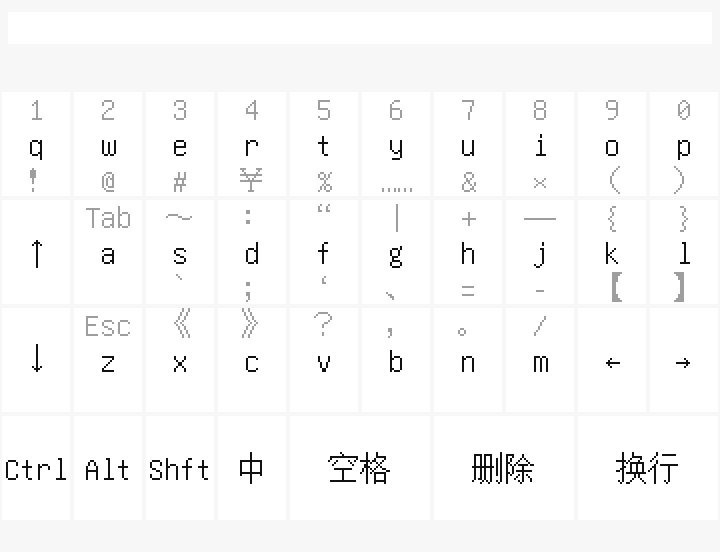 1 2 3 4 5 6 7 8 9 0
q w e r t y u i o p
! @ # ¥ % …… & × ( )
Tab ～ : “ | + —— { }
↑ a s d f g h j k l
` ; ‘ 、 = - 【 】
Esc 《 》 ? , 。 /
↓ z x c v b n m ← →
Ctrl Alt Shft 中 空格 删除 换行